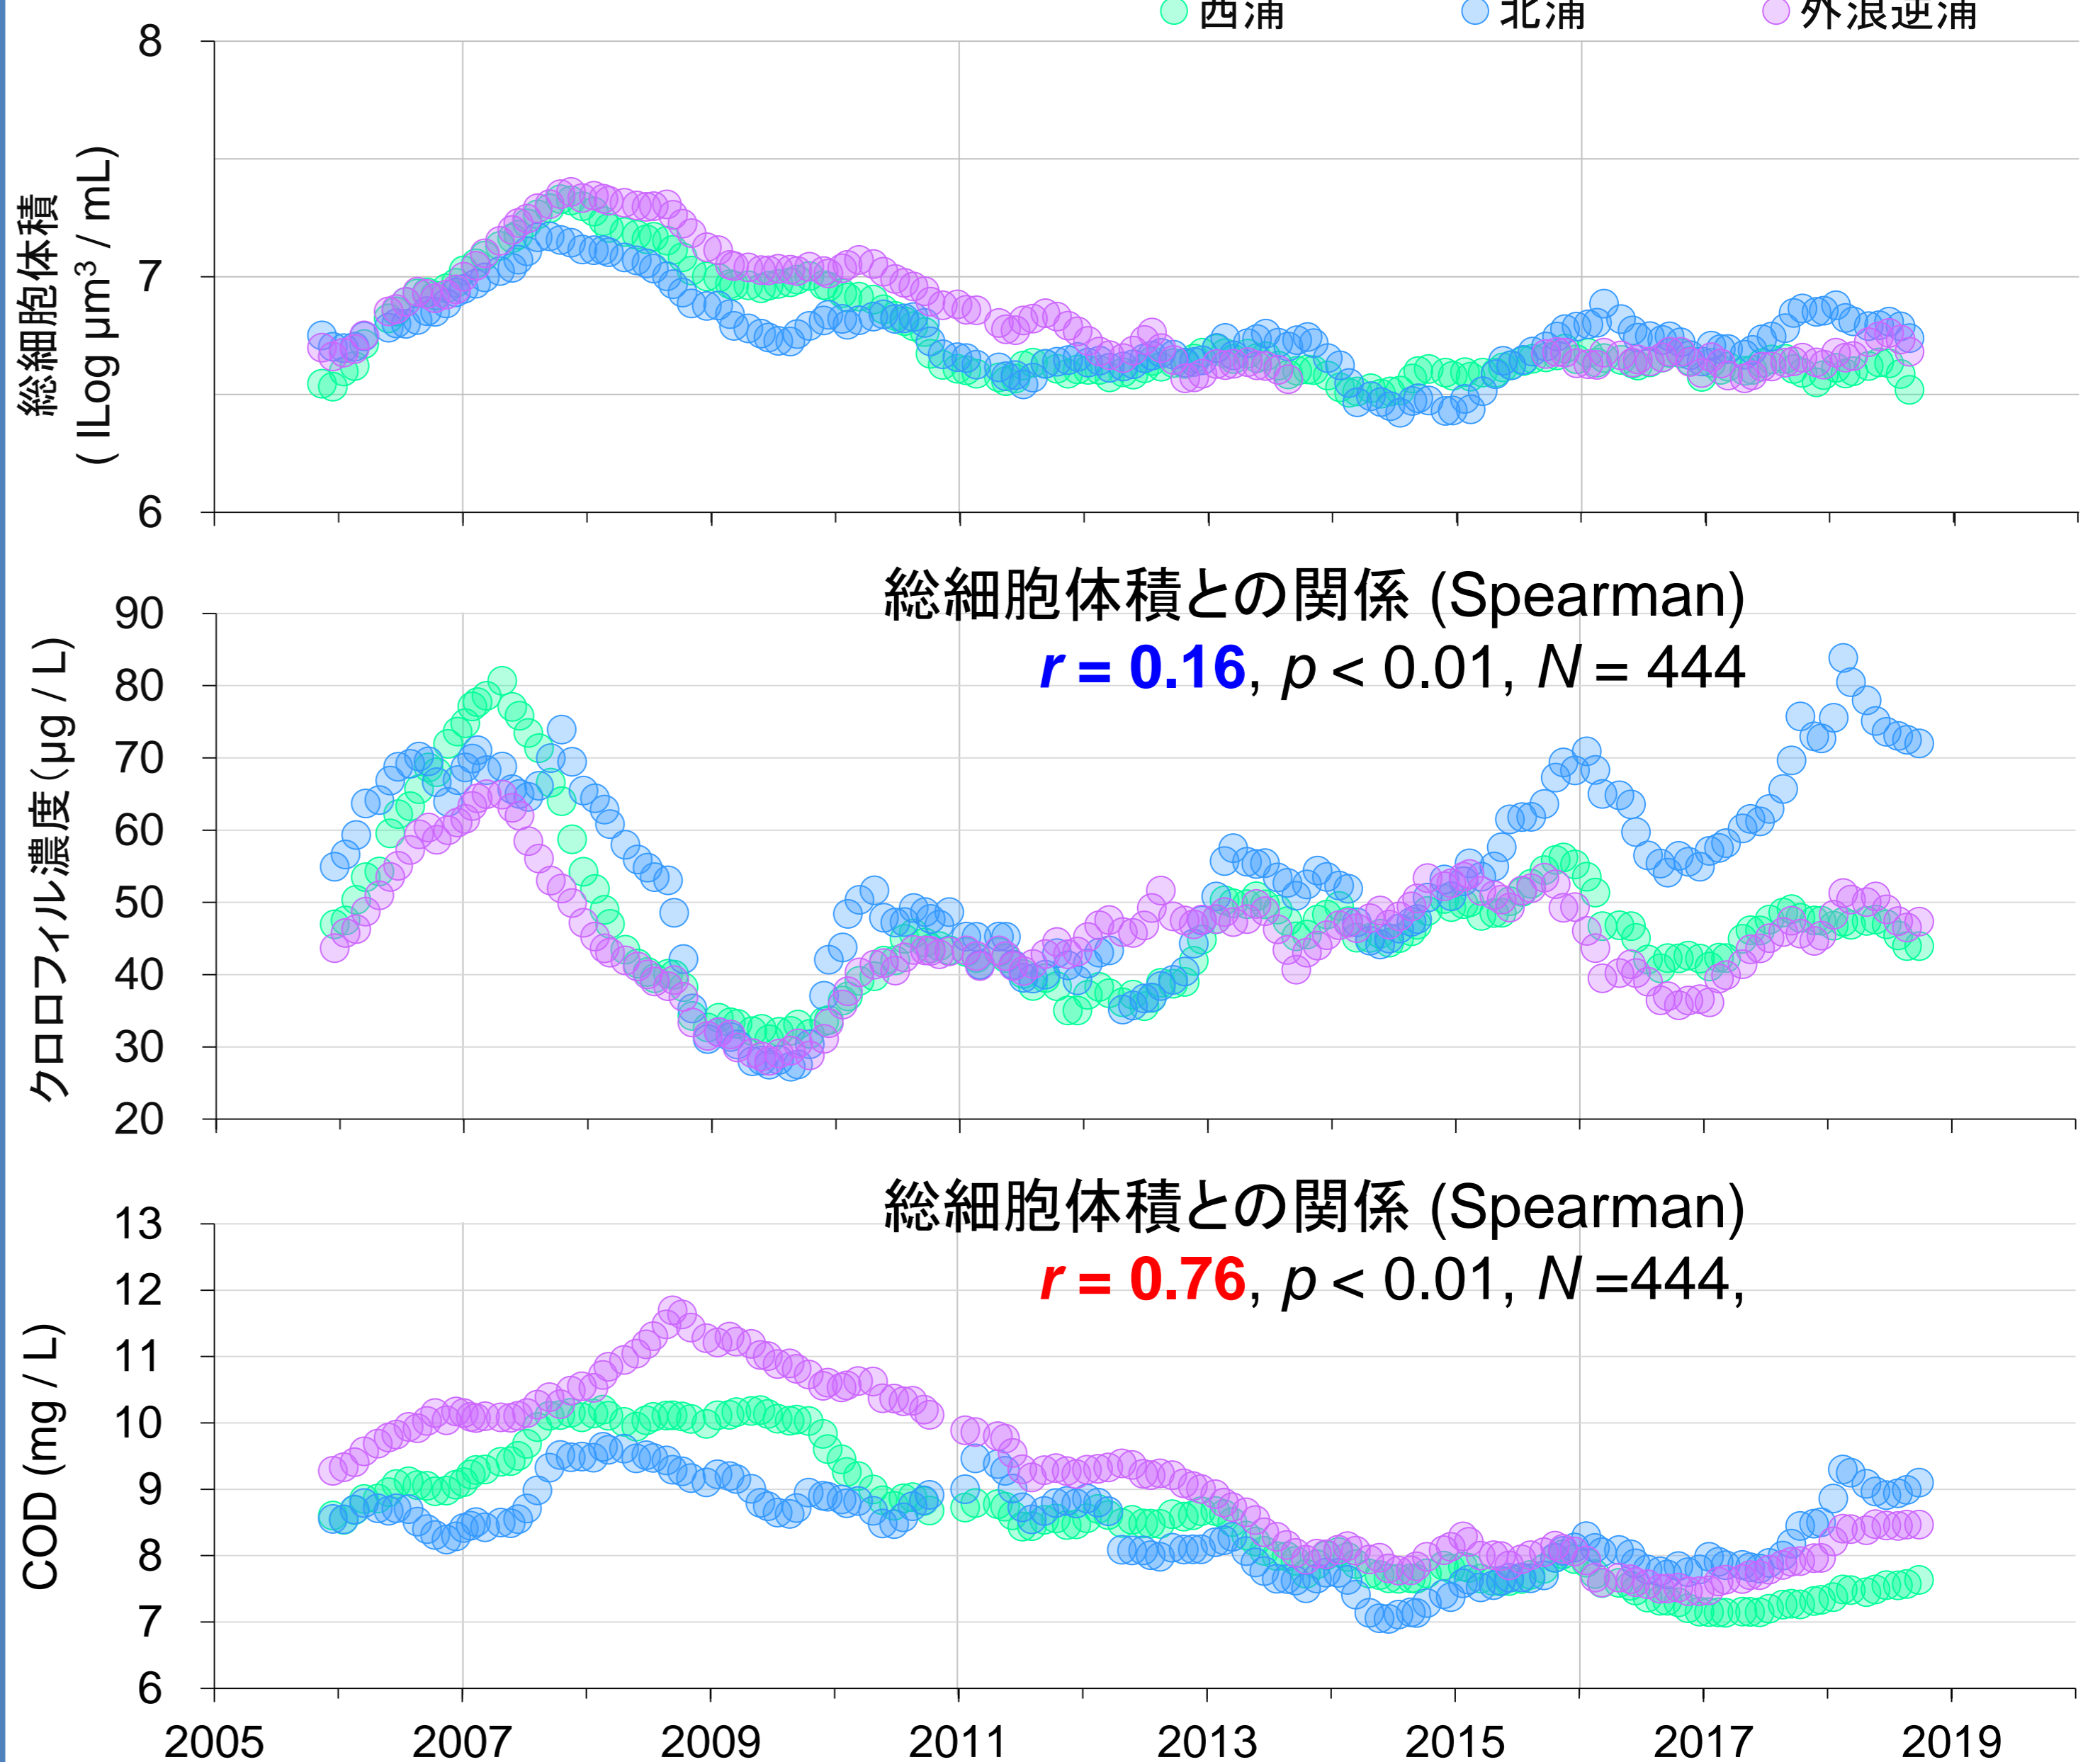 西浦 北浦 外浪逆浦
8
7
6
総細胞体積
( lLog µm³ / mL)
総細胞体積との関係 (Spearman)
r = 0.16, p < 0.01, N = 444
90
80
70
60
50
40
30
20
クロロフィル濃度(µg / L)
総細胞体積との関係 (Spearman)
r = 0.76, p < 0.01, N =444,
13
12
11
10
9
8
7
6
COD (mg / L)
2005 2007 2009 2011 2013 2015 2017 2019